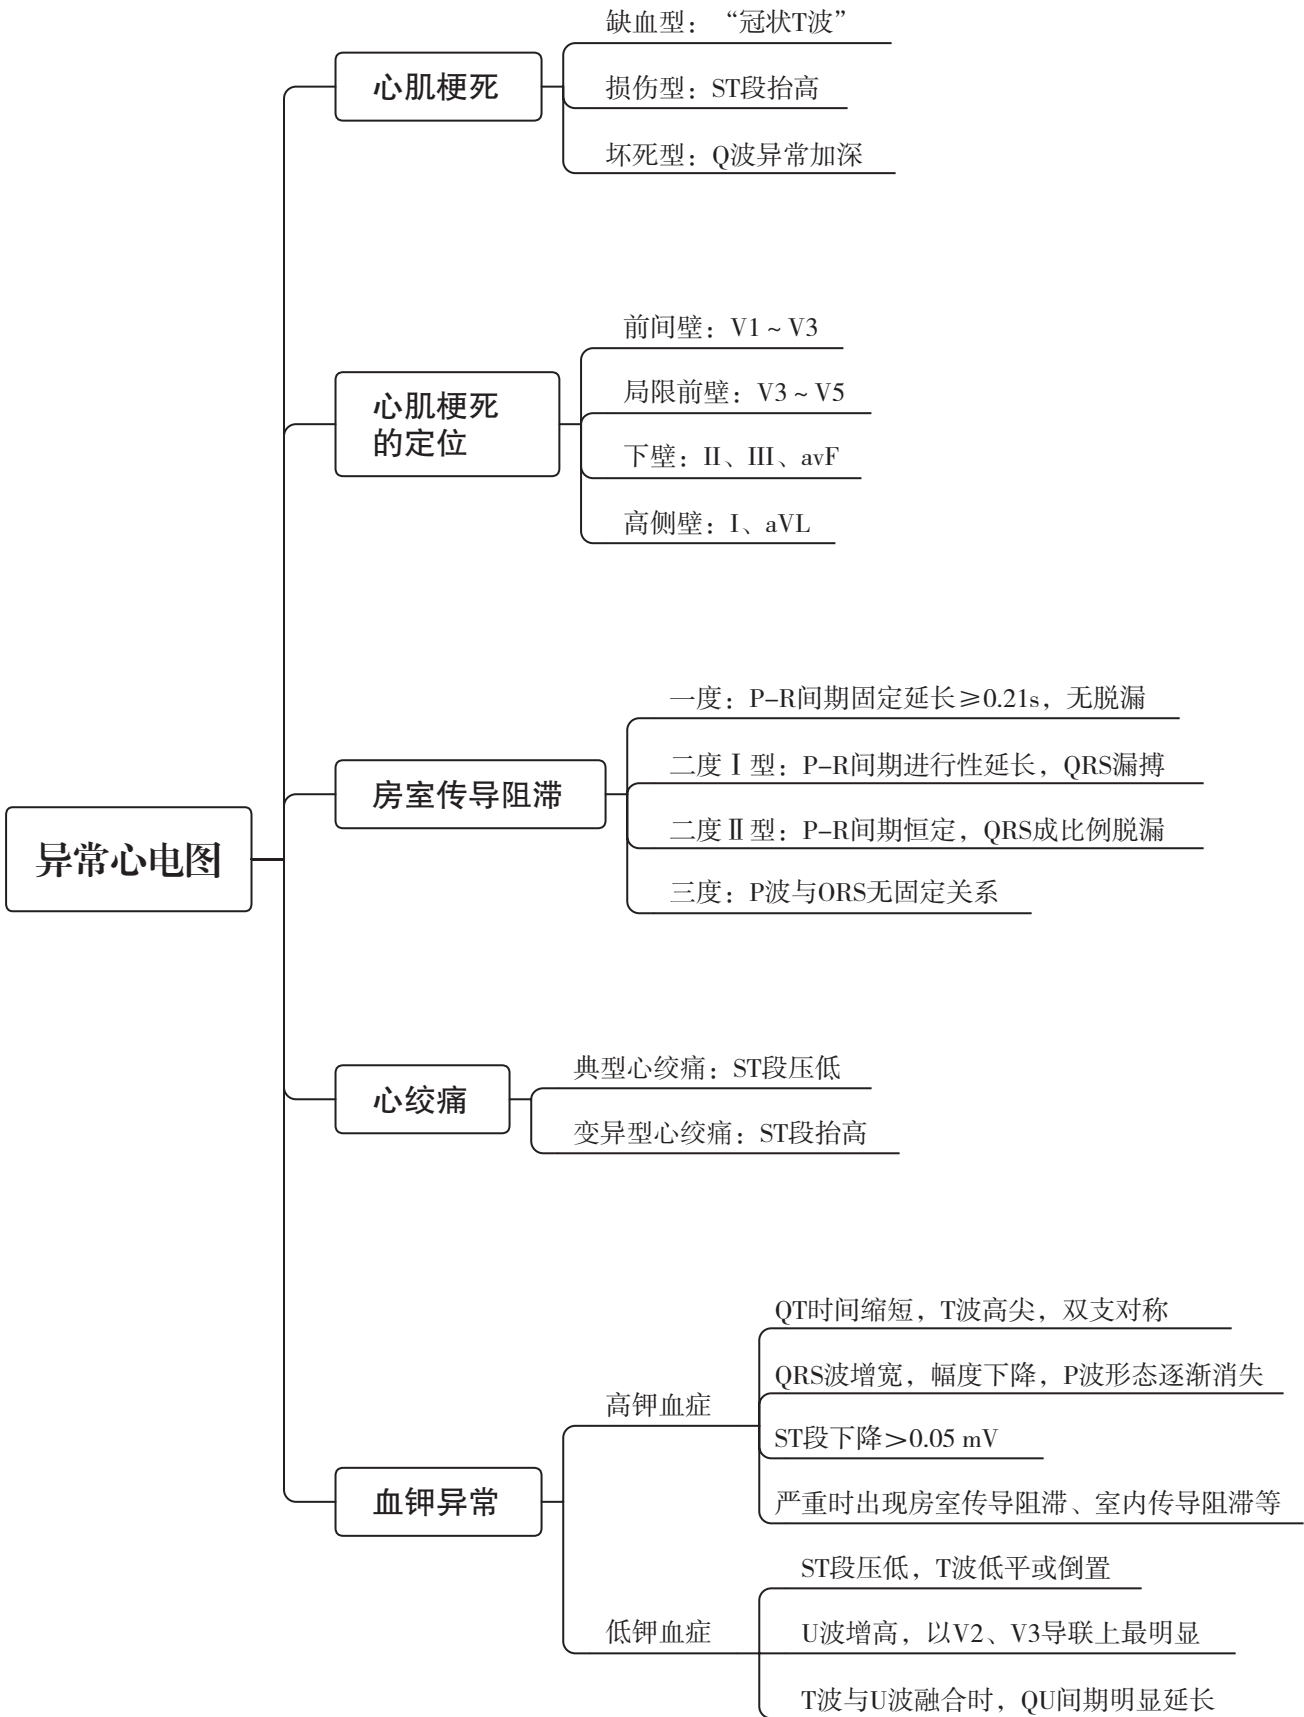 缺血型：“冠状T波”
心肌梗死
损伤型：ST段抬高
坏死型：Q波异常加深
前间壁：V1～V3
局限前壁：V3～V5
心肌梗死
的定位
下壁：II、III、avF
高侧壁：I、aVL
一度：P–R间期固定延长≥0.21s，无脱漏
二度Ⅰ型：P–R间期进行性延长，QRS漏搏
房室传导阻滞
二度Ⅱ型：P–R间期恒定，QRS成比例脱漏
三度：P波与ORS无固定关系
异常心电图
典型心绞痛：ST段压低
心绞痛
变异型心绞痛：ST段抬高
QT时间缩短，T波高尖，双支对称
QRS波增宽，幅度下降，P波形态逐渐消失
高钾血症
ST段下降＞0.05 mV
严重时出现房室传导阻滞、室内传导阻滞等
血钾异常
ST段压低，T波低平或倒置
低钾血症
U波增高，以V2、V3导联上最明显
T波与U波融合时，QU间期明显延长